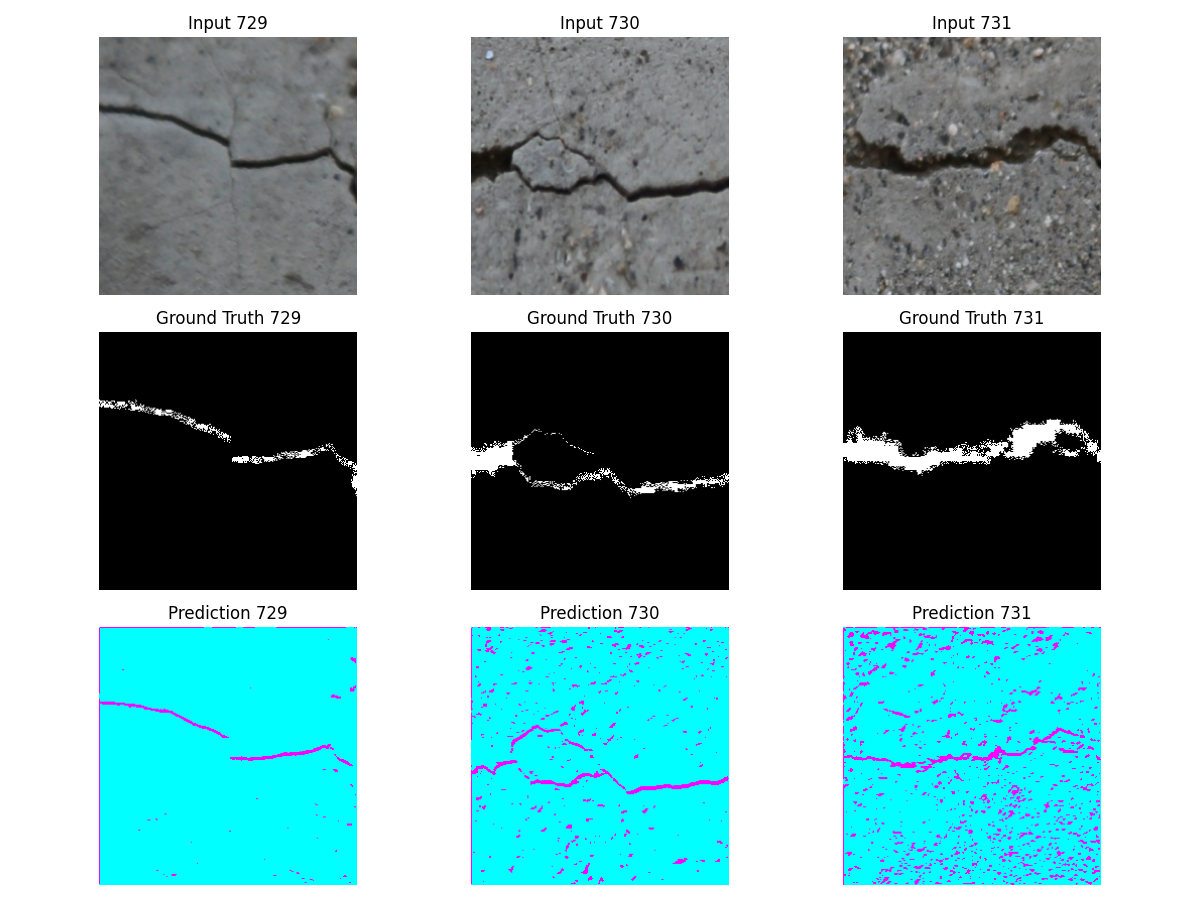 Input 729
Input 730
Input 731
Ground Truth 729
Ground Truth 730
Ground Truth 731
Prediction 729
Prediction 730
Prediction 731